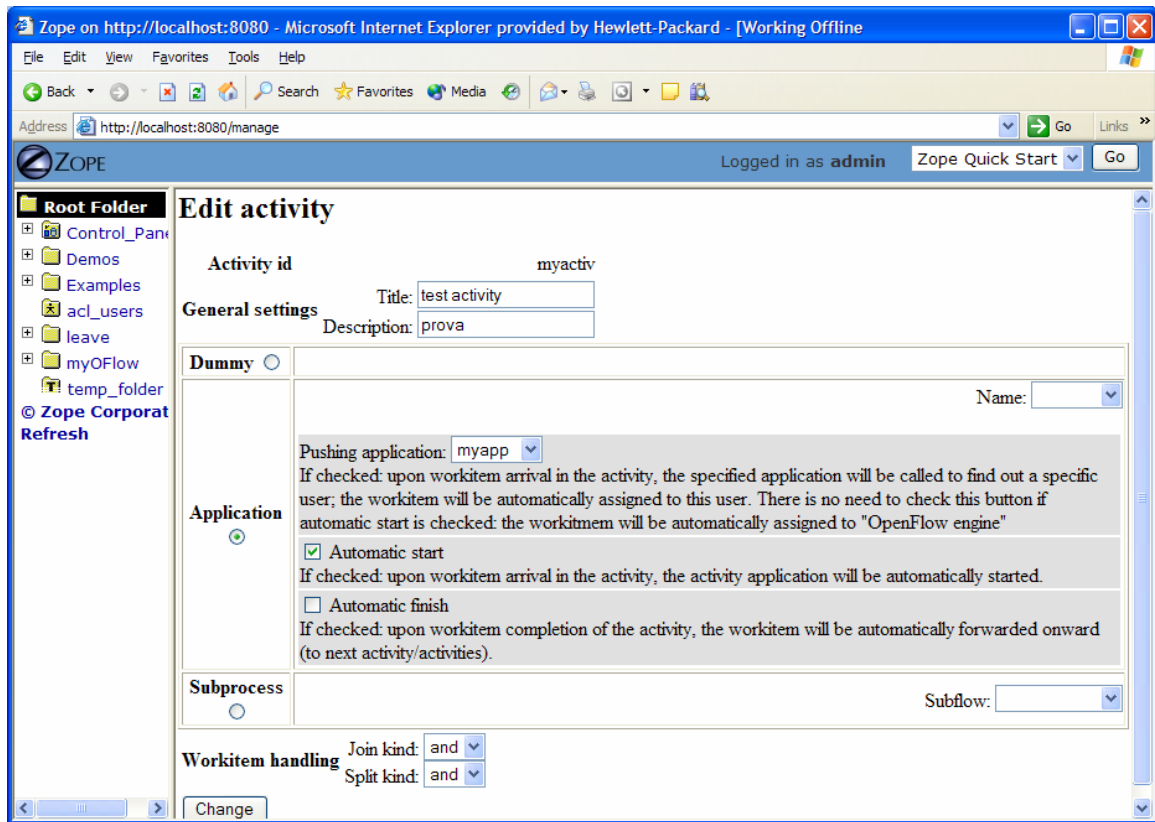 Zope on http://localhost:8080 - Microsoft Internet Explorer provided by Hewlett-Packard - [Working Offline
File Edit View Favorites Tools Help
Back Search Favorites Media
Address http://localhost:8080/manage Go Links »
ZOPE Logged in as admin Zope Quick Start Go
Root Folder
Control_Pane
Demos
Examples
acl_users
leave
myOFlow
temp_folder
© Zope Corporat
Refresh
Edit activity
Activity id myactiv
General settings
Title: test activity
Description: prova
Dummy
Application
Name:
Pushing application: myapp
If checked: upon workitem arrival in the activity, the specified application will be called to find out a specific
user; the workitem will be automatically assigned to this user. There is no need to check this button if
automatic start is checked: the workitmem will be automatically assigned to "OpenFlow engine"
Automatic start
If checked: upon workitem arrival in the activity, the activity application will be automatically started.
Automatic finish
If checked: upon workitem completion of the activity, the workitem will be automatically forwarded onward
(to next activity/activities).
Subprocess
Subflow:
Workitem handling
Join kind: and
Split kind: and
Change